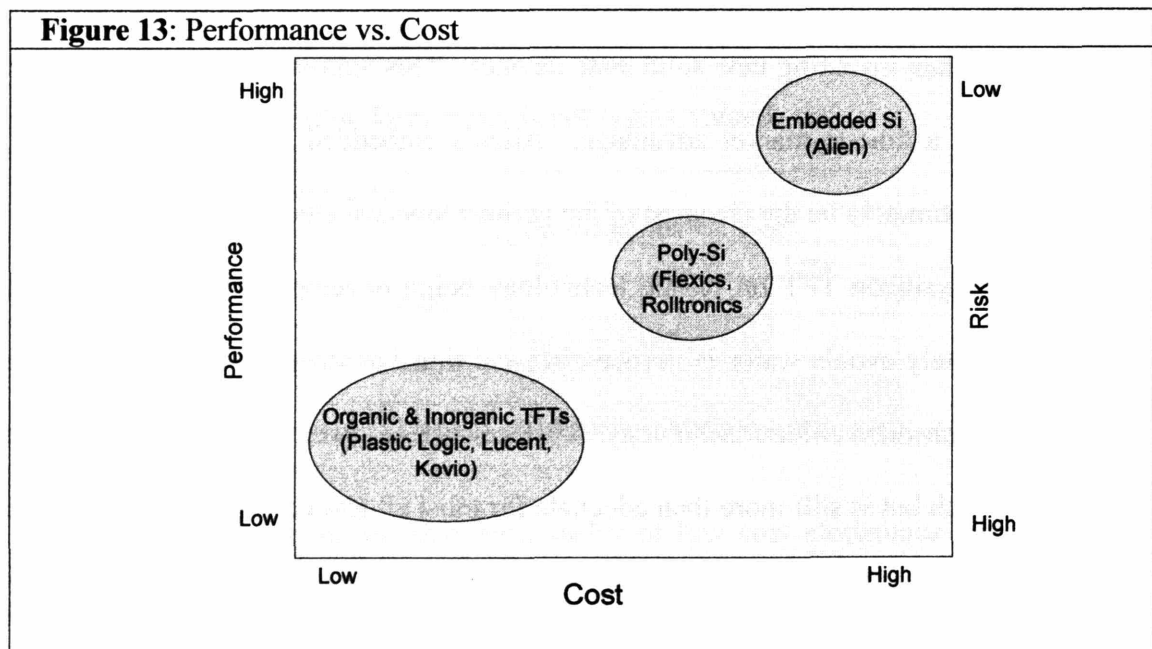 Figure 13: Performance vs. Cost
High
Low
Embedded Si
(Alien)
Poly-Si
(Flexics,
Rolltronics
Performance
Risk
Organic & Inorganic TFTs
(Plastic Logic, Lucent,
Kovio)
Low
High
Low
High
Cost